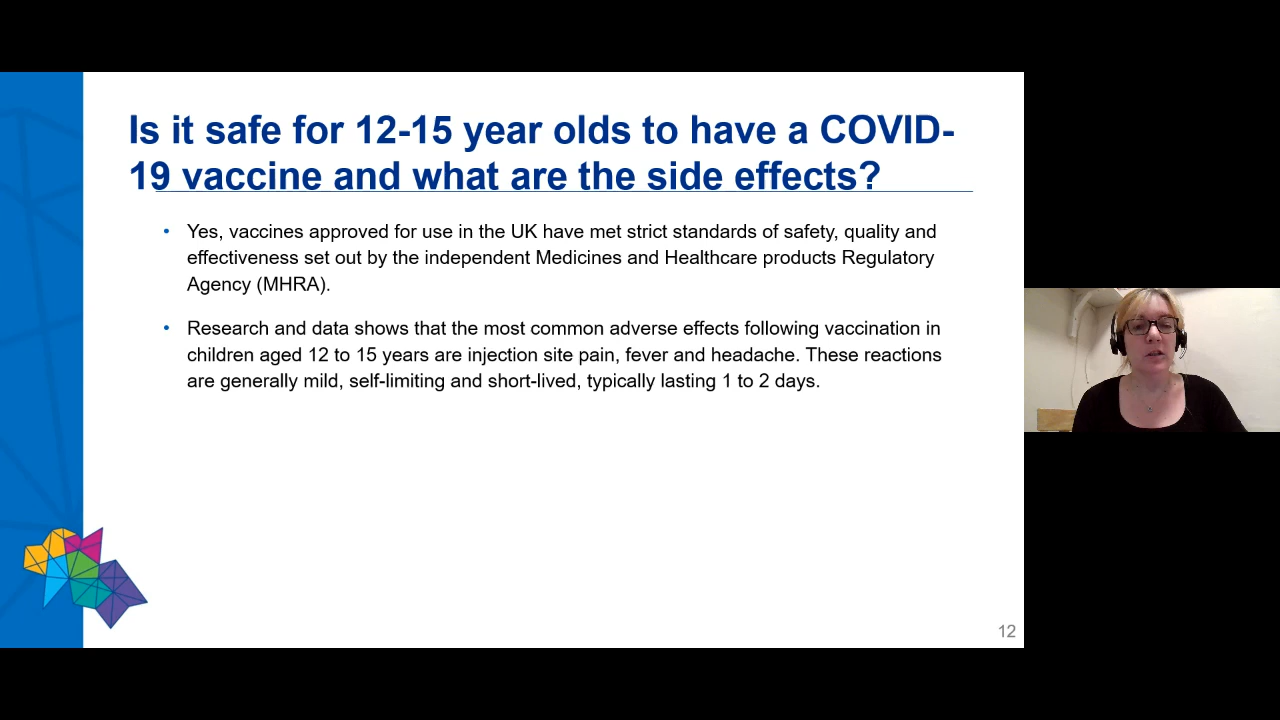 Is it safe for 12-15 year olds to have a COVID-
19 vaccine and what are the side effects?
• Yes, vaccines approved for use in the UK have met strict standards of safety, quality and
effectiveness set out by the independent Medicines and Healthcare products Regulatory
Agency (MHRA).
• Research and data shows that the most common adverse effects following vaccination in
children aged 12 to 15 years are injection site pain, fever and headache. These reactions
are generally mild, self-limiting and short-lived, typically lasting 1 to 2 days.
12